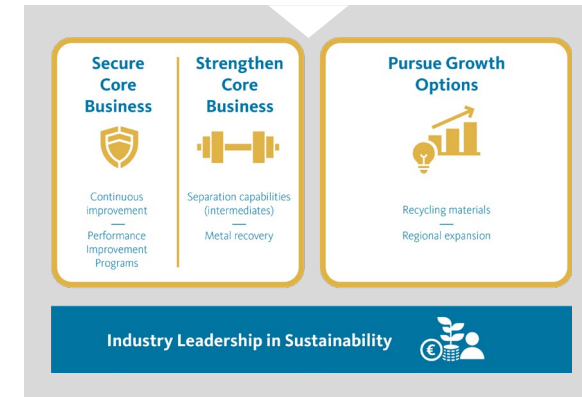 Secure
Core
Business
Continuous
improvement
Performance
Improvement
Programs
Strengthen
Core
Business
Separation capabilities
(intermediates)
Metal recovery
Pursue Growth
Options
Recycling materials
Regional expansion
Industry Leadership in Sustainability
€